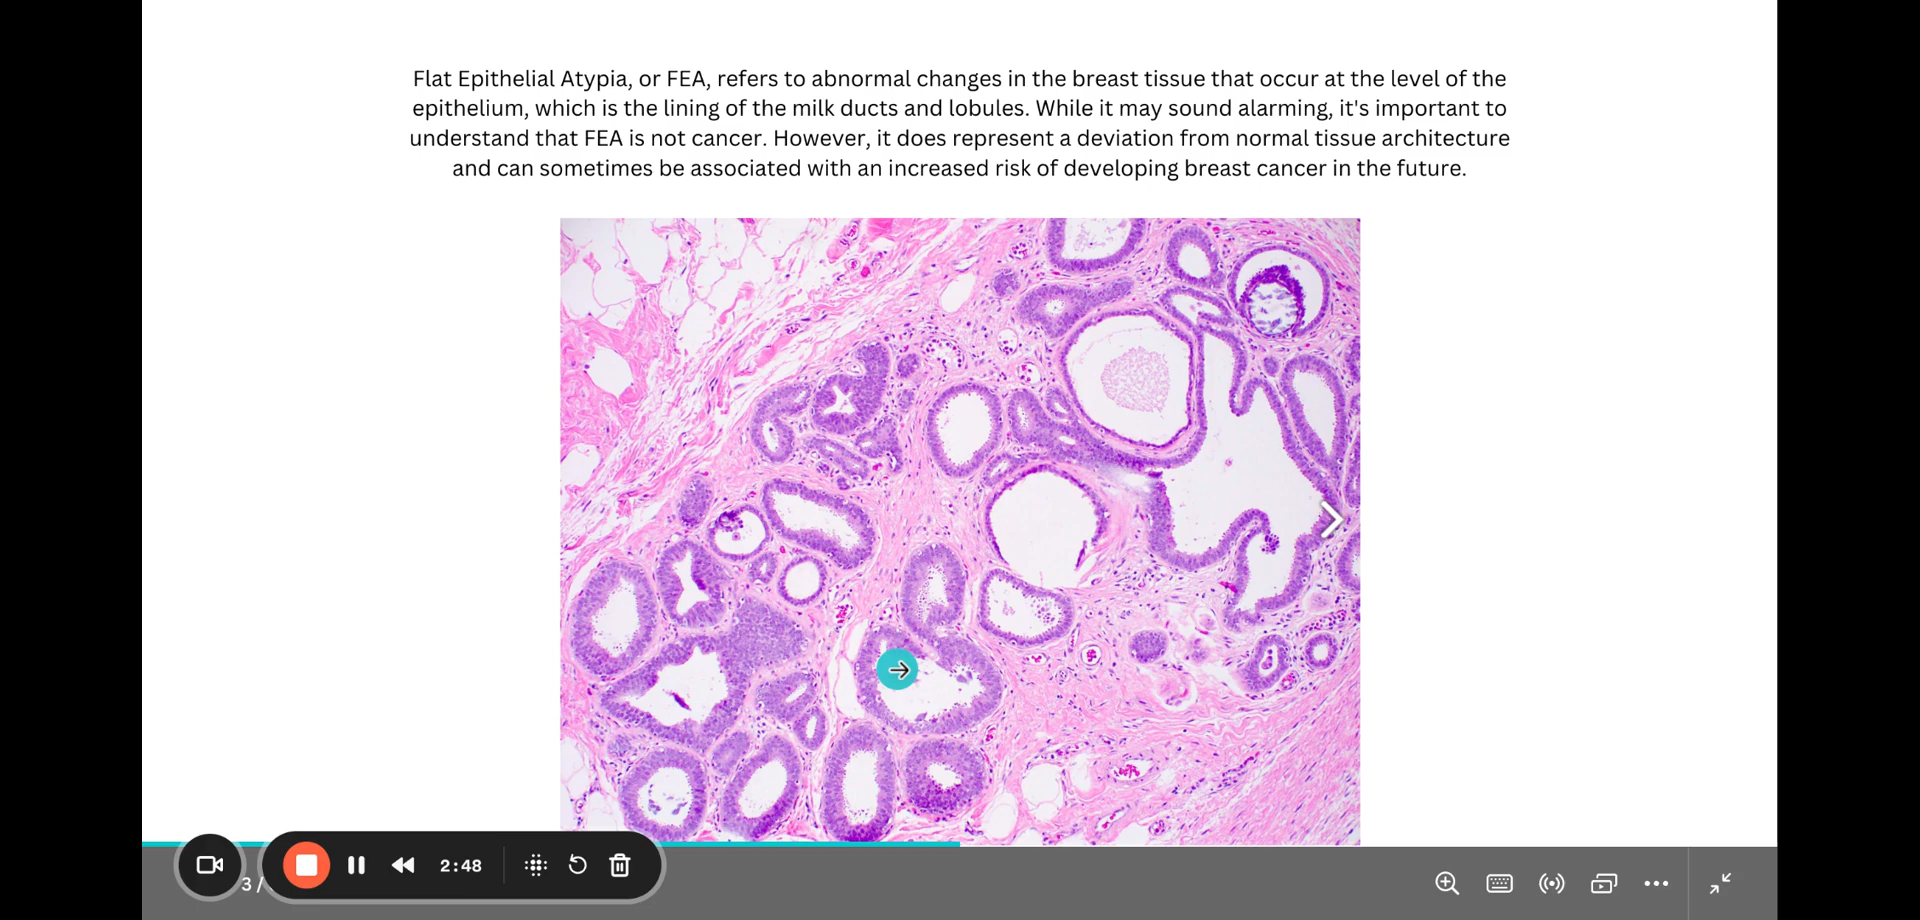 Flat Epithelial Atypia, or FEA, refers to abnormal changes in the breast tissue that occur at the level of the
epithelium, which is the lining of the milk ducts and lobules. While it may sound alarming, it's important to
understand that FEA is not cancer. However, it does represent a deviation from normal tissue architecture
and can sometimes be associated with an increased risk of developing breast cancer in the future.
2:48
3 /